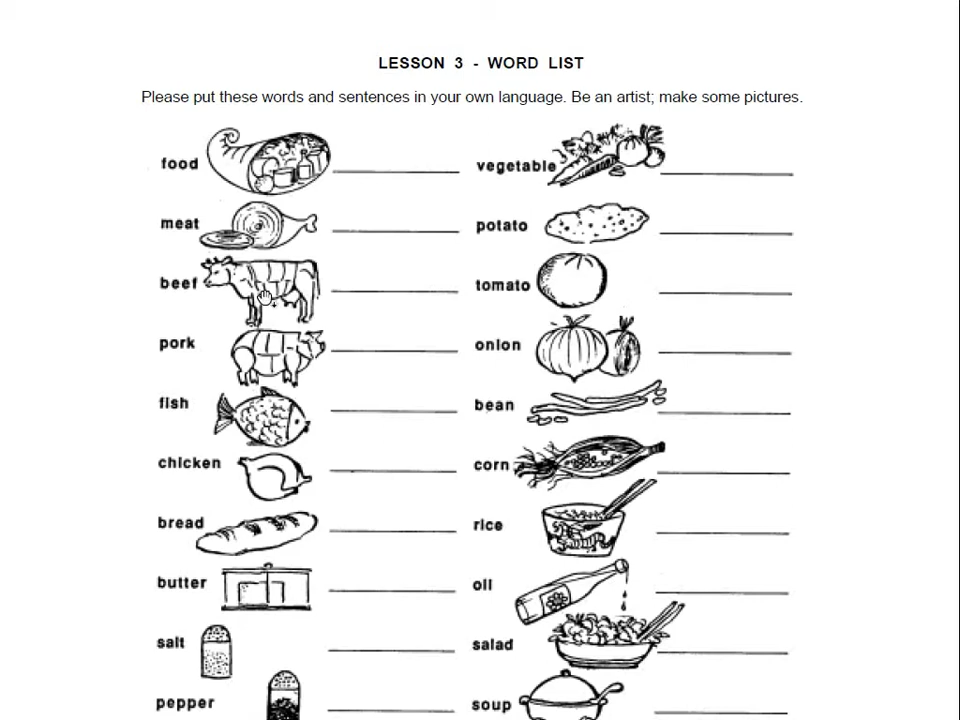 LESSON 3 - WORD LIST
Please put these words and sentences in your own language. Be an artist; make some pictures.
food
meat
beef
pork
fish
chicken
bread
butter
salt
pepper
vegetable
potato
tomato
onion
bean
corn
rice
oil
salad
soup